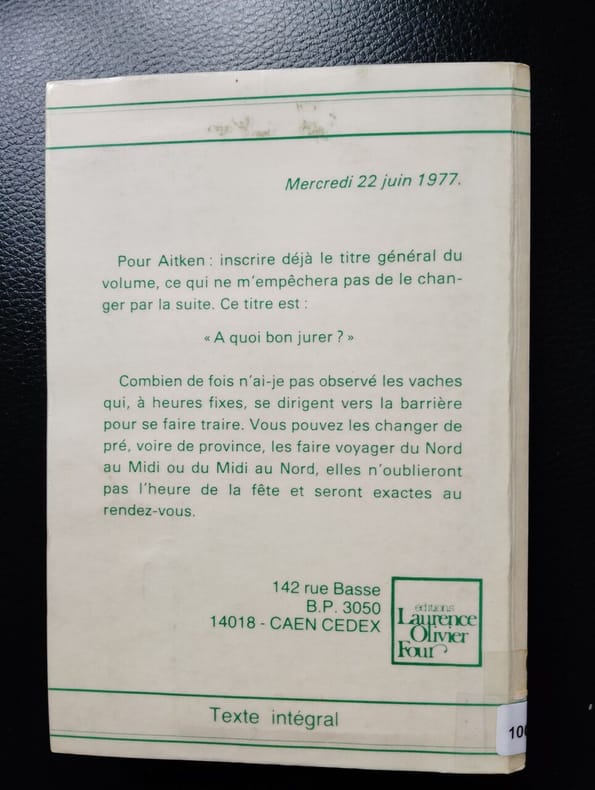 Mercredi 22 juin 1977.
Pour Aitken : inscrire déjà le titre général du
volume, ce qui ne m'empêchera pas de le chan-
ger par la suite. Ce titre est :
« A quoi bon jurer ? »
Combien de fois n'ai-je pas observé les vaches
qui, à heures fixes, se dirigent vers la barrière
pour se faire traire. Vous pouvez les changer de
pré, voire de province, les faire voyager du Nord
au Midi ou du Midi au Nord, elles n'oublieront
pas l'heure de la fête et seront exactes au
rendez-vous.
142 rue Basse
B.P. 3050
14018 - CAEN CEDEX
éditions
Laurence
Olivier
Four
Texte intégral